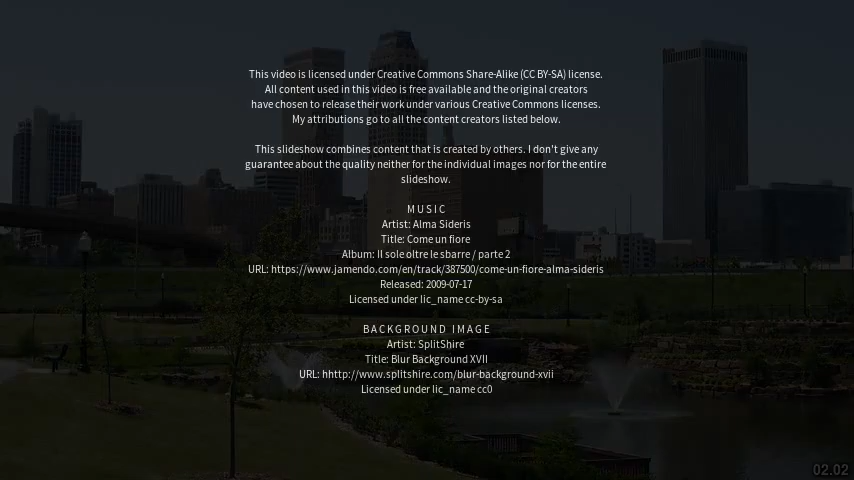 This video is licensed under Creative Commons Share-Alike (CC BY-SA) license.
All content used in this video is free available and the original creators
have chosen to release their work under various Creative Commons licenses.
My attributions go to all the content creators listed below.
This slideshow combines content that is created by others. I don't give any
guarantee about the quality neither for the individual images nor for the entire
slideshow.
MUSIC
Artist: Alma Sideris
Title: Come un fiore
Album: Il sole oltre le sbarre / parte 2
URL: https://www.jamendo.com/en/track/387500/come-un-fiore-alma-sideris
Released: 2009-07-17
Licensed under lic_name cc-by-sa
BACKGROUND IMAGE
Artist: SplitShire
Title: Blur Background XVII
URL: hhttp://www.splitshire.com/blur-background-xvii
Licensed under lic_name cc0
02.02